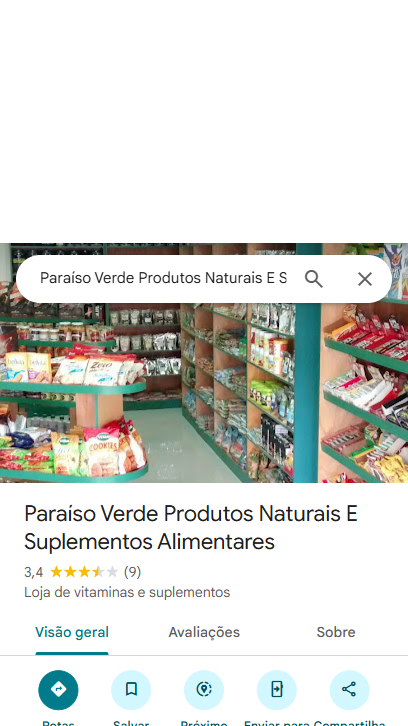 Paraíso Verde Produtos Naturais E S
COOKIES
Paraíso Verde Produtos Naturais E
Suplementos Alimentares
3,4 (9)
Loja de vitaminas e suplementos
Visão geral Avaliações Sobre
Rotas Salvar Próximo Enviar para Compartilha